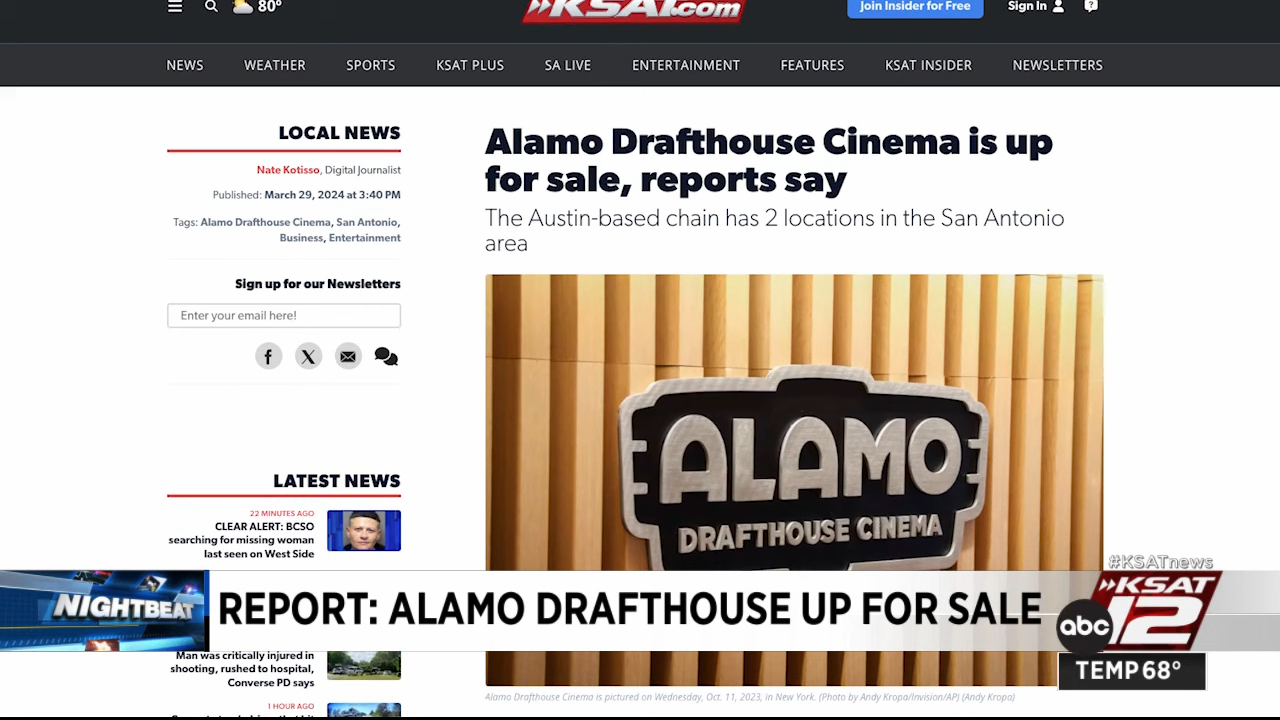 80°
KSAT.com
Join Insider for Free
Sign In
NEWS
WEATHER
SPORTS
KSAT PLUS
SA LIVE
ENTERTAINMENT
FEATURES
KSAT INSIDER
NEWSLETTERS
LOCAL NEWS
Nate Kotisso, Digital Journalist
Published: March 29, 2024 at 3:40 PM
Tags: Alamo Drafthouse Cinema, San Antonio,
Business, Entertainment
Sign up for our Newsletters
Enter your email here!
Alamo Drafthouse Cinema is up
for sale, reports say
The Austin-based chain has 2 locations in the San Antonio
area
ALAMO
DRAFTHOUSE CINEMA
LATEST NEWS
22 MINUTES AGO
CLEAR ALERT: BCSO
searching for missing woman
last seen on West Side
#KSATnews
NIGHTBEAT
REPORT: ALAMO DRAFTHOUSE UP FOR SALE
abc
KSAT
12
TEMP 68°
Man was critically injured in
shooting, rushed to hospital,
Converse PD says
1 HOUR AGO
Alamo Drafthouse Cinema is pictured on Wednesday, Oct. 11, 2023, in New York. (Photo by Andy Kropa/Invision/AP) (Andy Kropa)